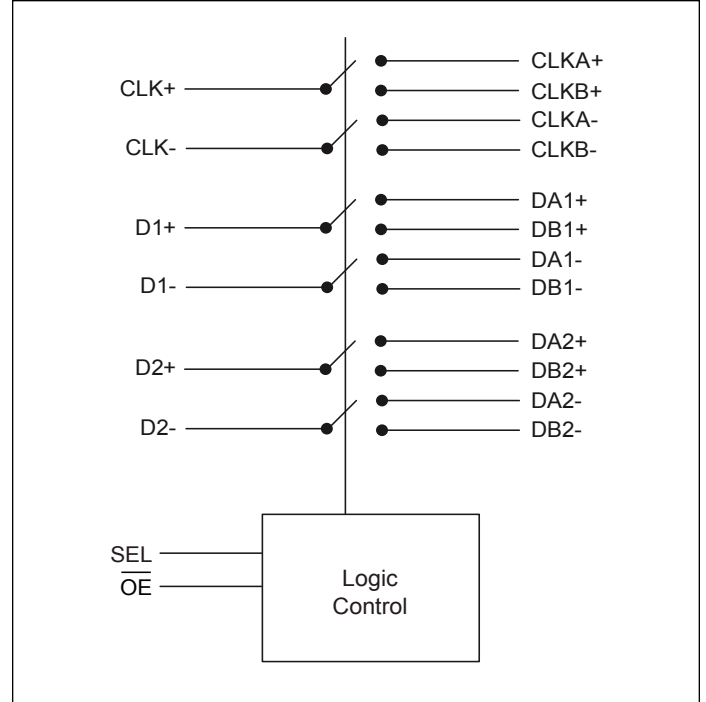 CLKA+
CLK+
CLKB+
CLKA-
CLK-
CLKB-
DA1+
D1+
DB1+
DA1-
D1-
DB1-
DA2+
D2+
DB2+
DA2-
D2-
DB2-
SEL
OE
Logic
Control